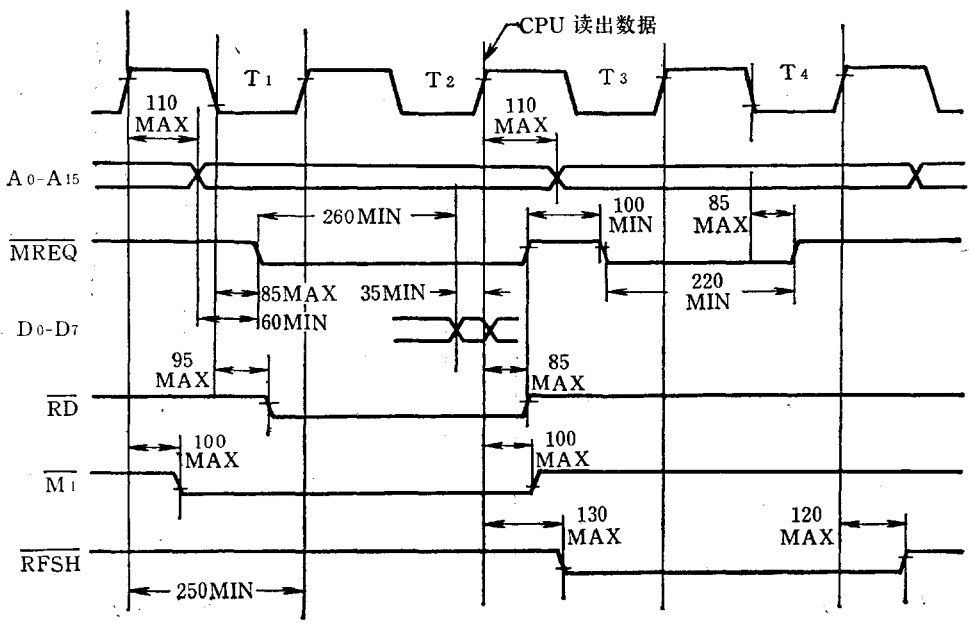 CPU 读出数据
T1
T2
T3
T4
110
MAX
110
MAX
A0-A15
260MIN
100
MIN
85
MAX
MREQ
85MAX
35MIN
220
MIN
60MIN
D0-D7
95
MAX
85
MAX
RD
100
MAX
100
MAX
M1
130
MAX
120
MAX
RFSH
250MIN